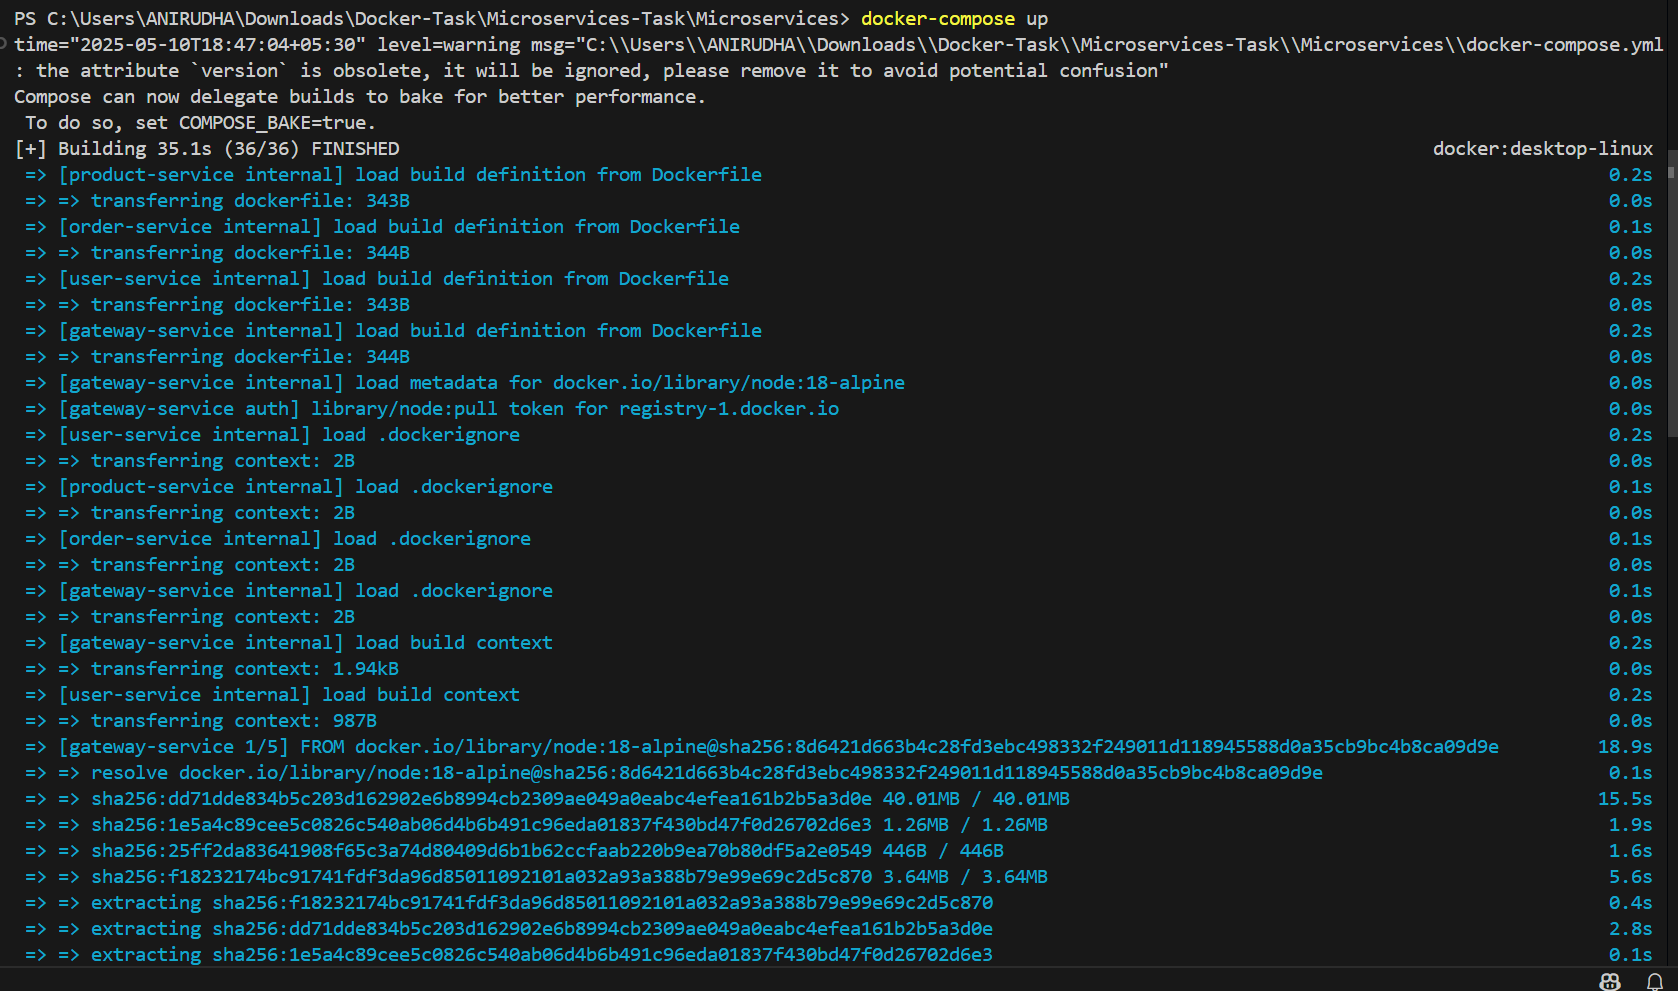 PS C:\Users\ANIRUDHA\Downloads\Docker-Task\Microservices-Task\Microservices> docker-compose up
time="2025-05-10T18:47:04+05:30" level=warning msg="C:\\Users\\ANIRUDHA\\Downloads\\Docker-Task\\Microservices-Task\\Microservices\\docker-compose.yml
: the attribute `version` is obsolete, it will be ignored, please remove it to avoid potential confusion"
Compose can now delegate builds to bake for better performance.
 To do so, set COMPOSE_BAKE=true.
[+] Building 35.1s (36/36) FINISHED docker:desktop-linux
 => [product-service internal] load build definition from Dockerfile 0.2s
 => => transferring dockerfile: 343B 0.0s
 => [order-service internal] load build definition from Dockerfile 0.1s
 => => transferring dockerfile: 344B 0.0s
 => [user-service internal] load build definition from Dockerfile 0.2s
 => => transferring dockerfile: 343B 0.0s
 => [gateway-service internal] load build definition from Dockerfile 0.2s
 => => transferring dockerfile: 344B 0.0s
 => [gateway-service internal] load metadata for docker.io/library/node:18-alpine 0.0s
 => [gateway-service auth] library/node:pull token for registry-1.docker.io 0.0s
 => [user-service internal] load .dockerignore 0.2s
 => => transferring context: 2B 0.0s
 => [product-service internal] load .dockerignore 0.1s
 => => transferring context: 2B 0.0s
 => [order-service internal] load .dockerignore 0.1s
 => => transferring context: 2B 0.0s
 => [gateway-service internal] load .dockerignore 0.1s
 => => transferring context: 2B 0.0s
 => [gateway-service internal] load build context 0.2s
 => => transferring context: 1.94kB 0.0s
 => [user-service internal] load build context 0.2s
 => => transferring context: 987B 0.0s
 => [gateway-service 1/5] FROM docker.io/library/node:18-alpine@sha256:8d6421d663b4c28fd3ebc498332f249011d118945588d0a35cb9bc4b8ca09d9e 18.9s
 => => resolve docker.io/library/node:18-alpine@sha256:8d6421d663b4c28fd3ebc498332f249011d118945588d0a35cb9bc4b8ca09d9e 0.1s
 => => sha256:dd71dde834b5c203d162902e6b8994cb2309ae049a0eabc4efea161b2b5a3d0e 40.01MB / 40.01MB 15.5s
 => => sha256:1e5a4c89cee5c0826c540ab06d4b6b491c96eda01837f430bd47f0d26702d6e3 1.26MB / 1.26MB 1.9s
 => => sha256:25ff2da83641908f65c3a74d80409d6b1b62ccfaab220b9ea70b80df5a2e0549 446B / 446B 1.6s
 => => sha256:f18232174bc91741fdf3da96d85011092101a032a93a388b79e99e69c2d5c870 3.64MB / 3.64MB 5.6s
 => => extracting sha256:f18232174bc91741fdf3da96d85011092101a032a93a388b79e99e69c2d5c870 0.4s
 => => extracting sha256:dd71dde834b5c203d162902e6b8994cb2309ae049a0eabc4efea161b2b5a3d0e 2.8s
 => => extracting sha256:1e5a4c89cee5c0826c540ab06d4b6b491c96eda01837f430bd47f0d26702d6e3 0.1s